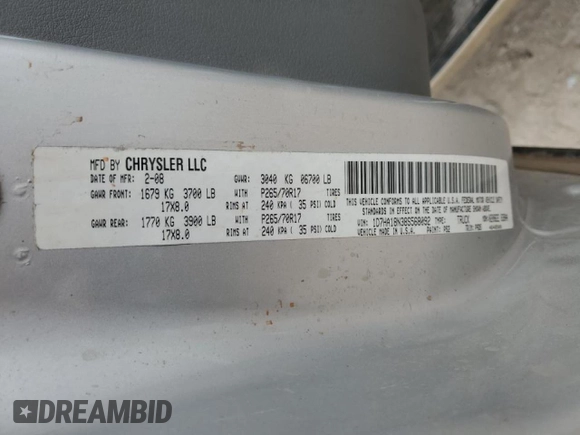 MFD BY CHRYSLER LLC
DATE OF MFR: 2-08 GVWR: 3040 KG 06700 LB
GAWR FRONT: 1679 KG 3700 LB WITH P265/70R17 TIRES
17X8.0 RIMS AT 240 KPA ( 35 PSI) COLD
GAWR REAR: 1770 KG 3900 LB WITH P265/70R17 TIRES
17X8.0 RIMS AT 240 KPA ( 35 PSI) COLD
THIS VEHICLE CONFORMS TO ALL APPLICABLE U.S.A. FEDERAL MOTOR VEHICLE SAFETY
STANDARDS IN EFFECT ON THE DATE OF MANUFACTURE SHOWN ABOVE.
VIN: TYPE: TRUCK
VEHICLE MADE IN U.S.A. PAINT: PS2 TRIM:
DREAMBID